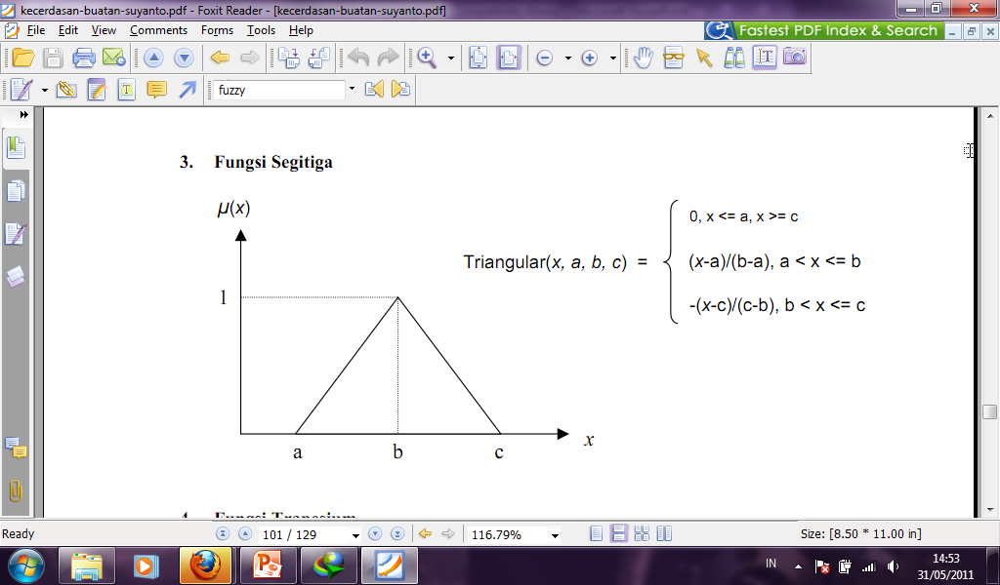 kecerdasan-buatan-suyanto.pdf - Foxit Reader - [kecerdasan-buatan-suyanto.pdf]
File Edit View Comments Forms Tools Help
Fastest PDF Index & Search
fuzzy
3. Fungsi Segitiga
μ(x)
0, x <= a, x >= c
Triangular(x, a, b, c) =
(x-a)/(b-a), a < x <= b
1
-(x-c)/(c-b), b < x <= c
x
a b c
4. Fungsi Trapesium
Ready
101 / 129
116.79%
Size: [8.50 * 11.00 in]
IN
14:53
31/05/2011